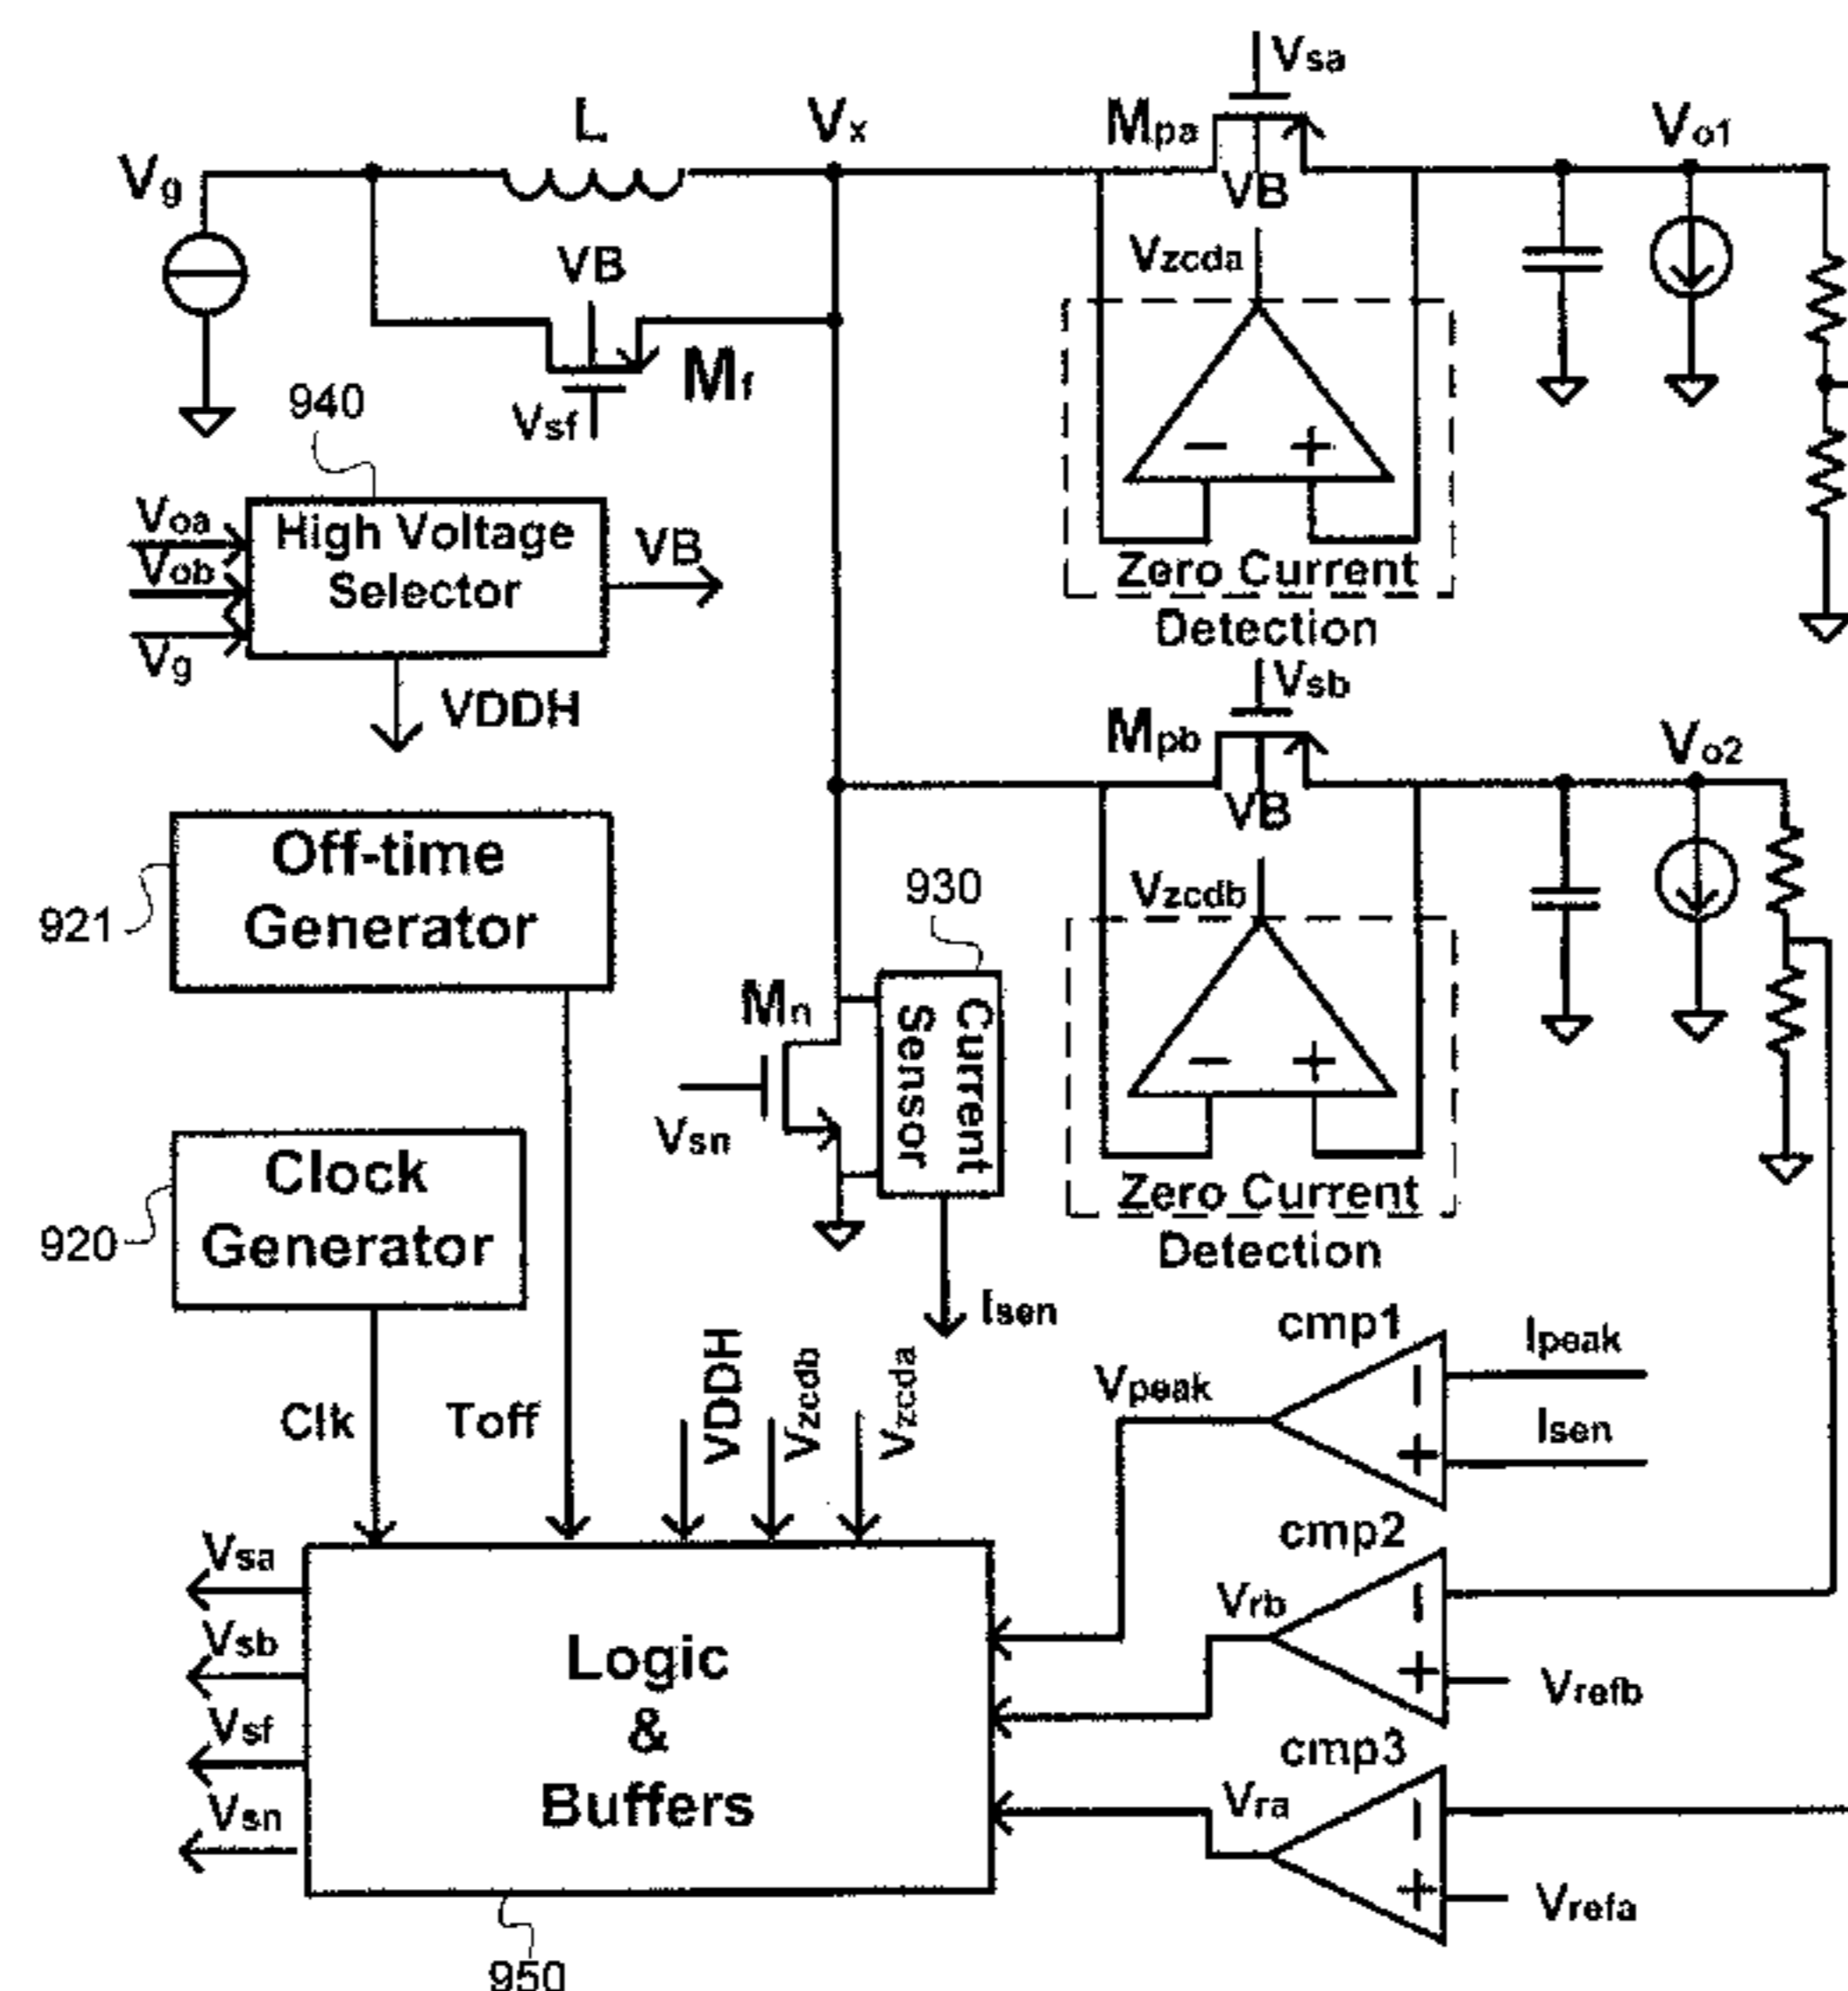 Vsa
L
Vx
Mpa
Vo1
Vg
VB
Vzcda
VB
Mf
Vsf
940
Voa
Vob
Vg
High Voltage
Selector
VB
VDDH
Zero Current
Detection
Vsb
Mpb
Vo2
VB
Off-time
Generator
921
930
Vzcdb
Mn
Current
Sensor
Vsn
Clock
Generator
920
Zero Current
Detection
Isen
cmp1
Ipeak
Vpeak
Isen
Clk
Toff
VDDH
Vzcdb
Vzcda
cmp2
Vsa
Vrb
Vsb
Logic
&
Buffers
Vrefb
Vsf
cmp3
Vsn
Vra
Vrefa
950